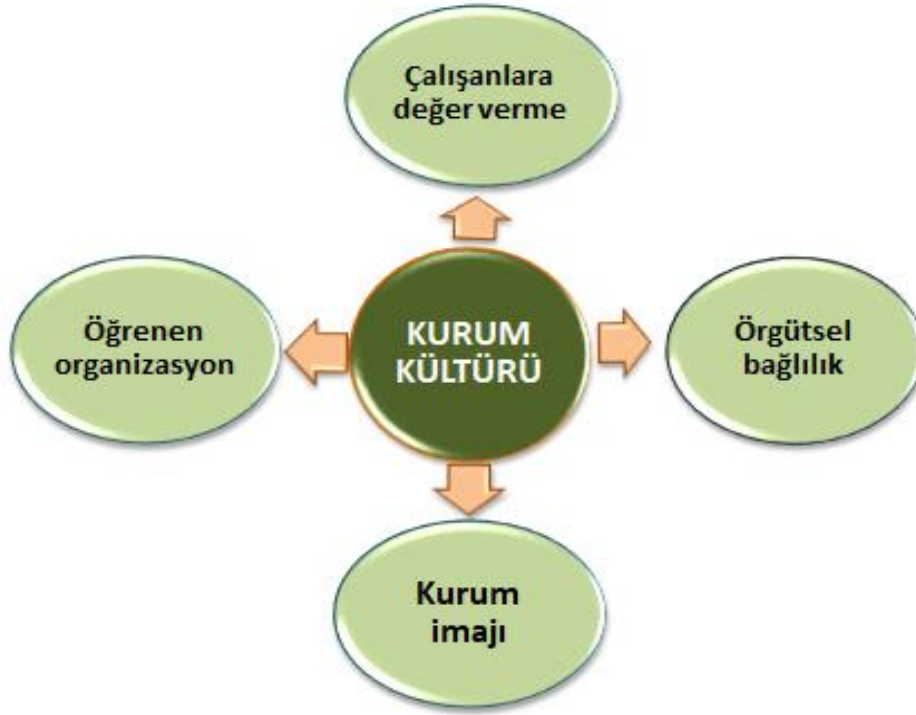 Çalışanlara
değer verme
Öğrenen
organizasyon
KURUM
KÜLTÜRÜ
Örgütsel
bağlılık
Kurum
imajı